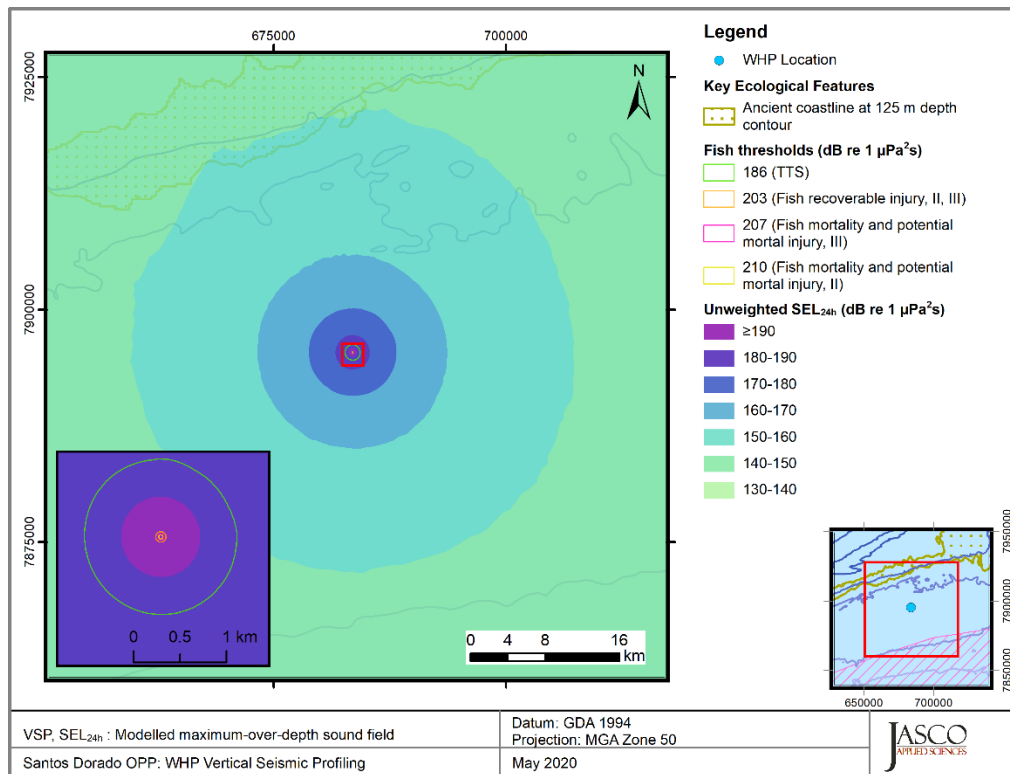 675000
700000
7925000
7900000
7875000
N
0 0.5 1 km
0 4 8 16
km
Legend
WHP Location
Key Ecological Features
Ancient coastline at 125 m depth
contour
Fish thresholds (dB re 1 µPa²s)
186 (TTS)
203 (Fish recoverable injury, II, III)
207 (Fish mortality and potential
mortal injury, III)
210 (Fish mortality and potential
mortal injury, II)
Unweighted SEL24h (dB re 1 µPa²s)
≥190
180-190
170-180
160-170
150-160
140-150
130-140
7950000
7900000
7850000
650000
700000
VSP, SEL24h : Modelled maximum-over-depth sound field
Santos Dorado OPP: WHP Vertical Seismic Profiling
Datum: GDA 1994
Projection: MGA Zone 50
May 2020
JASCO
APPLIED SCIENCES